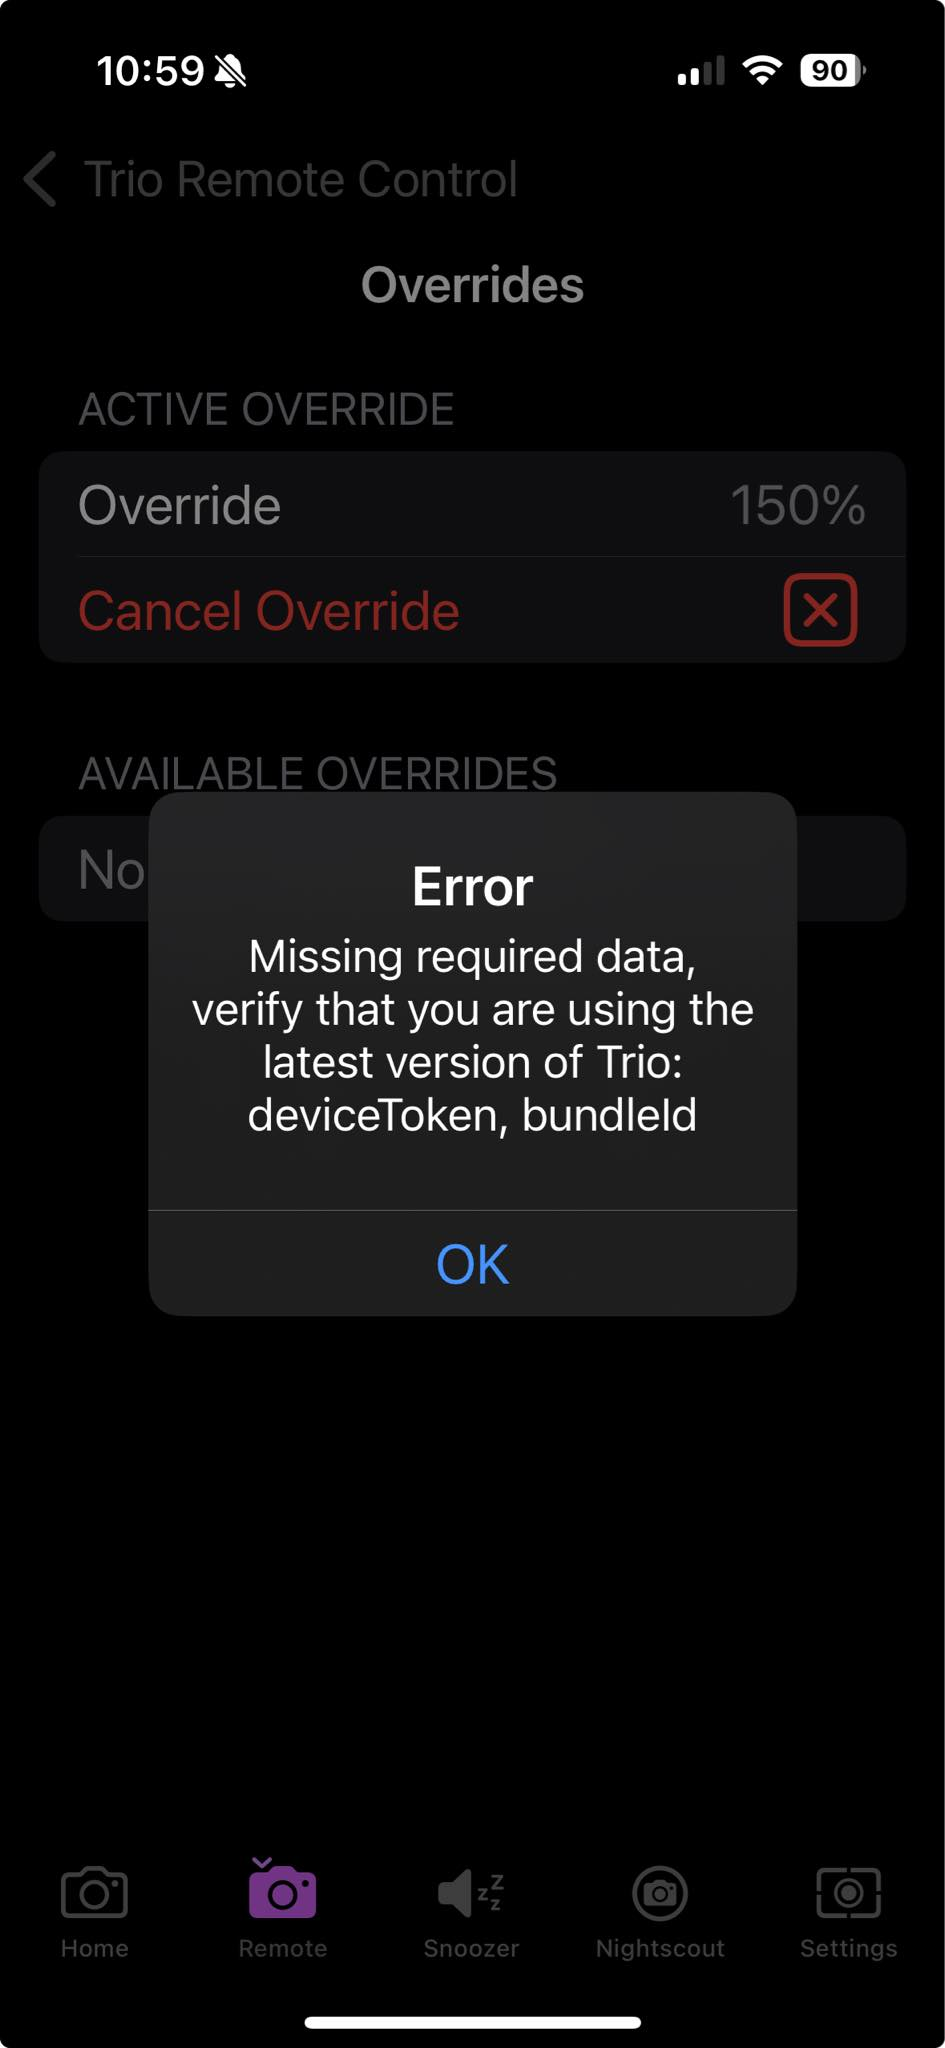 10:59
90
Trio Remote Control
Overrides
ACTIVE OVERRIDE
Override 150%
Cancel Override
AVAILABLE OVERRIDES
No
Error
Missing required data,
verify that you are using the
latest version of Trio:
deviceToken, bundleId
OK
z z z
Home Remote Snoozer Nightscout Settings